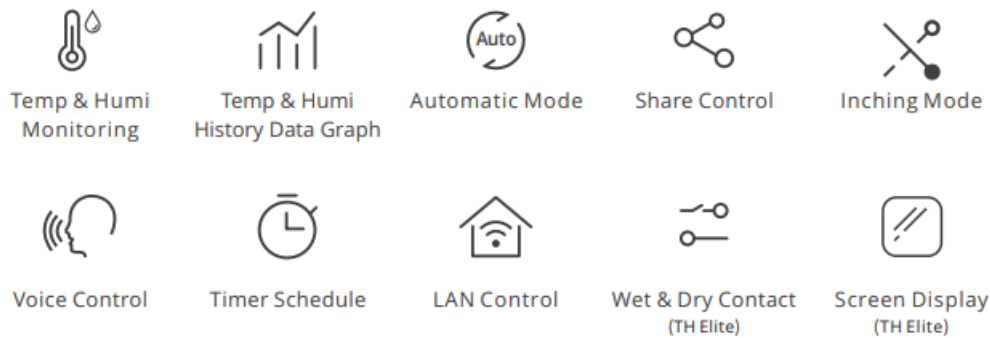 Auto
Temp & Humi
Monitoring
Temp & Humi
History Data Graph
Automatic Mode
Share Control
Inching Mode
Voice Control
Timer Schedule
LAN Control
Wet & Dry Contact
(TH Elite)
Screen Display
(TH Elite)